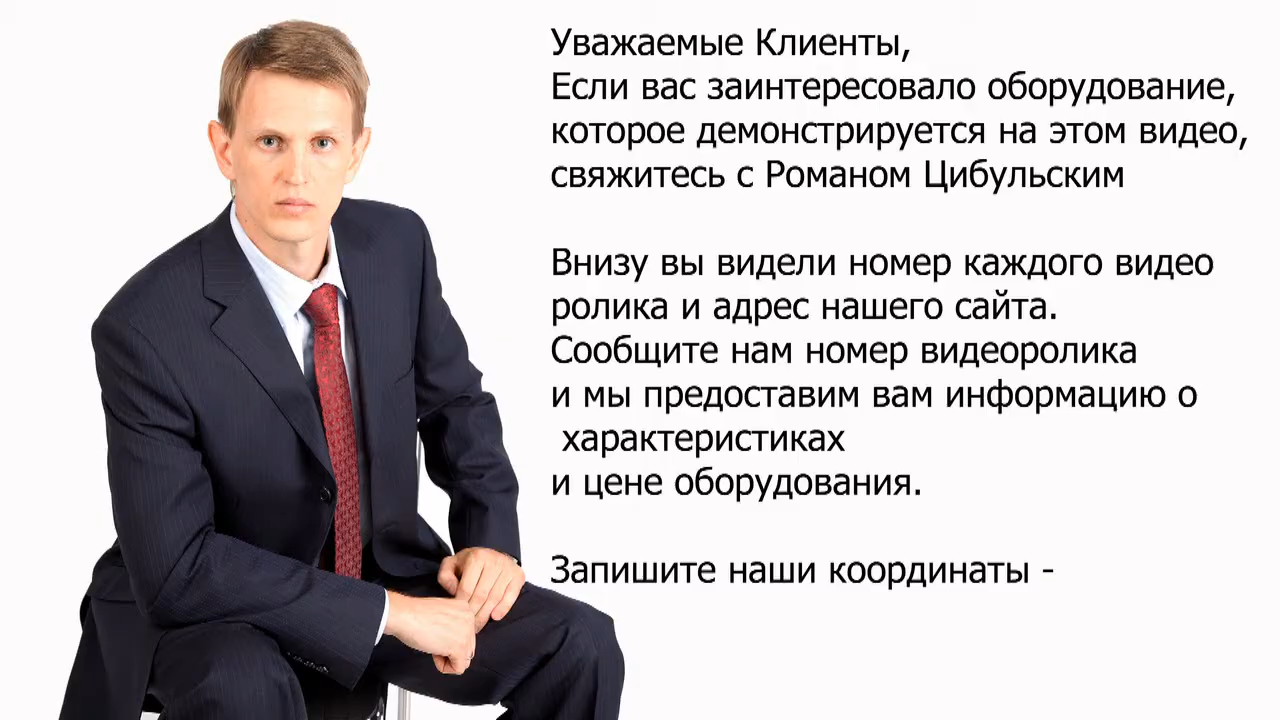 Уважаемые Клиенты,
Если вас заинтересовало оборудование,
которое демонстрируется на этом видео,
свяжитесь с Романом Цибульским
Внизу вы видели номер каждого видео
ролика и адрес нашего сайта.
Сообщите нам номер видеоролика
и мы предоставим вам информацию о
характеристиках
и цене оборудования.
Запишите наши координаты -